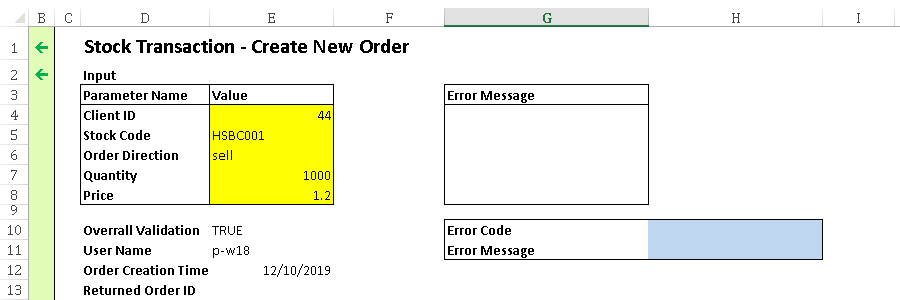 B C D E F G H I
1 ← Stock Transaction - Create New Order
2 ← Input
3 Parameter Name Value Error Message
4 Client ID 44
5 Stock Code HSBC001
6 Order Direction sell
7 Quantity 1000
8 Price 1.2
9
10 Overrall Validation TRUE Error Code
11 User Name p-w18 Error Message
12 Order Creation Time 12/10/2019
13 Returned Order ID